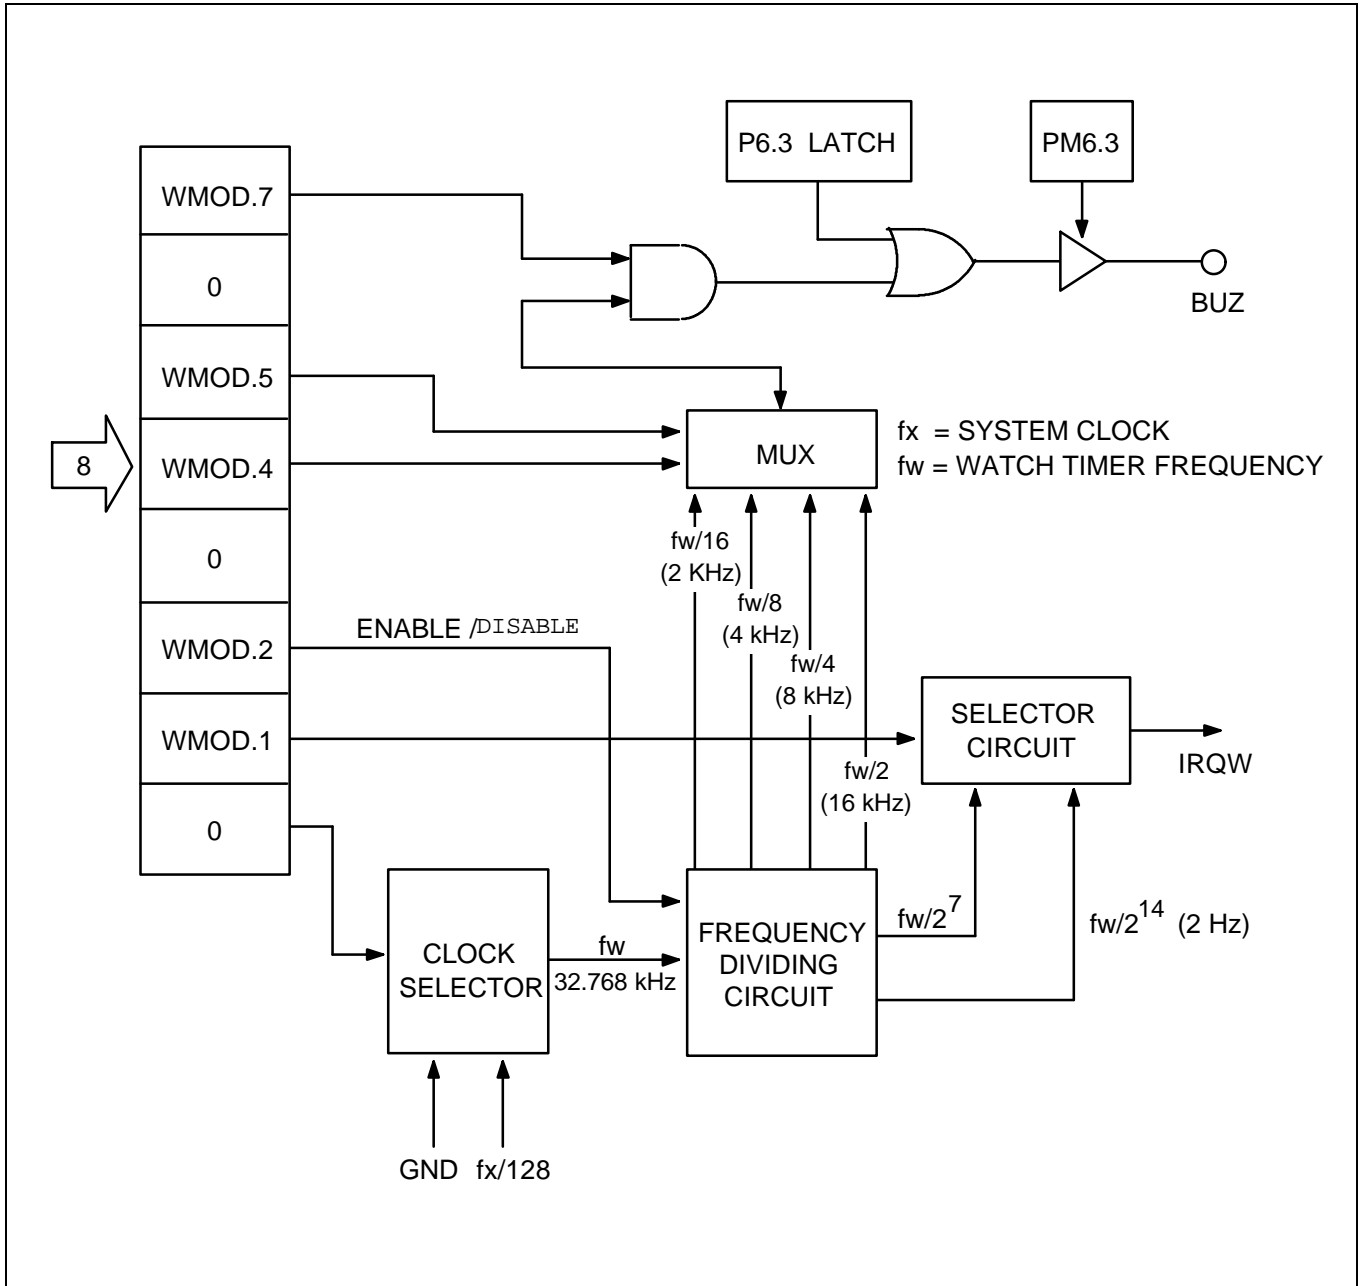 P6.3 LATCH
PM6.3
WMOD.7
0
BUZ
WMOD.5
8
WMOD.4
MUX
fx = SYSTEM CLOCK
fw = WATCH TIMER FREQUENCY
0
fw/16
(2 KHz)
fw/8
(4 kHz)
fw/4
(8 kHz)
fw/2
(16 kHz)
WMOD.2
ENABLE /DISABLE
WMOD.1
SELECTOR
CIRCUIT
IRQW
0
CLOCK
SELECTOR
fw
32.768 kHz
FREQUENCY
DIVIDING
CIRCUIT
fw/2^7
fw/2^14 (2 Hz)
GND
fx/128